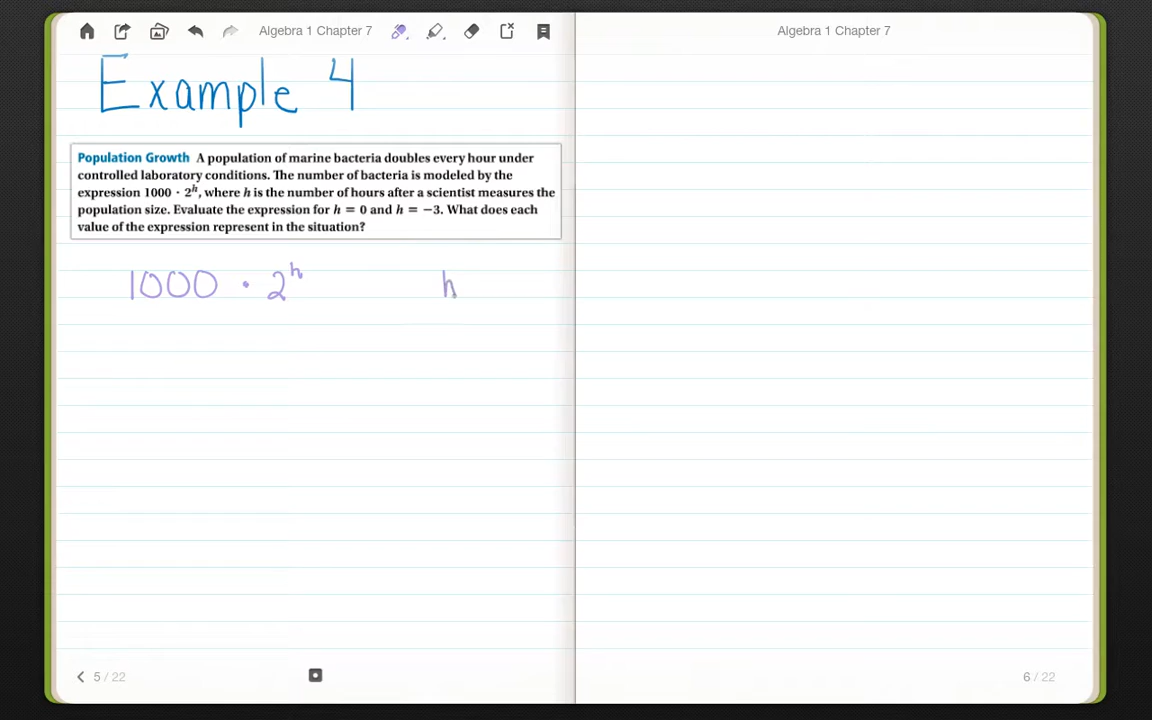 Algebra 1 Chapter 7
Algebra 1 Chapter 7
Example 4
Population Growth A population of marine bacteria doubles every hour under
controlled laboratory conditions. The number of bacteria is modeled by the
expression 1000 · 2ʰ, where h is the number of hours after a scientist measures the
population size. Evaluate the expression for h = 0 and h = −3. What does each
value of the expression represent in the situation?
1000 · 2ʰ h
5 / 22
6 / 22